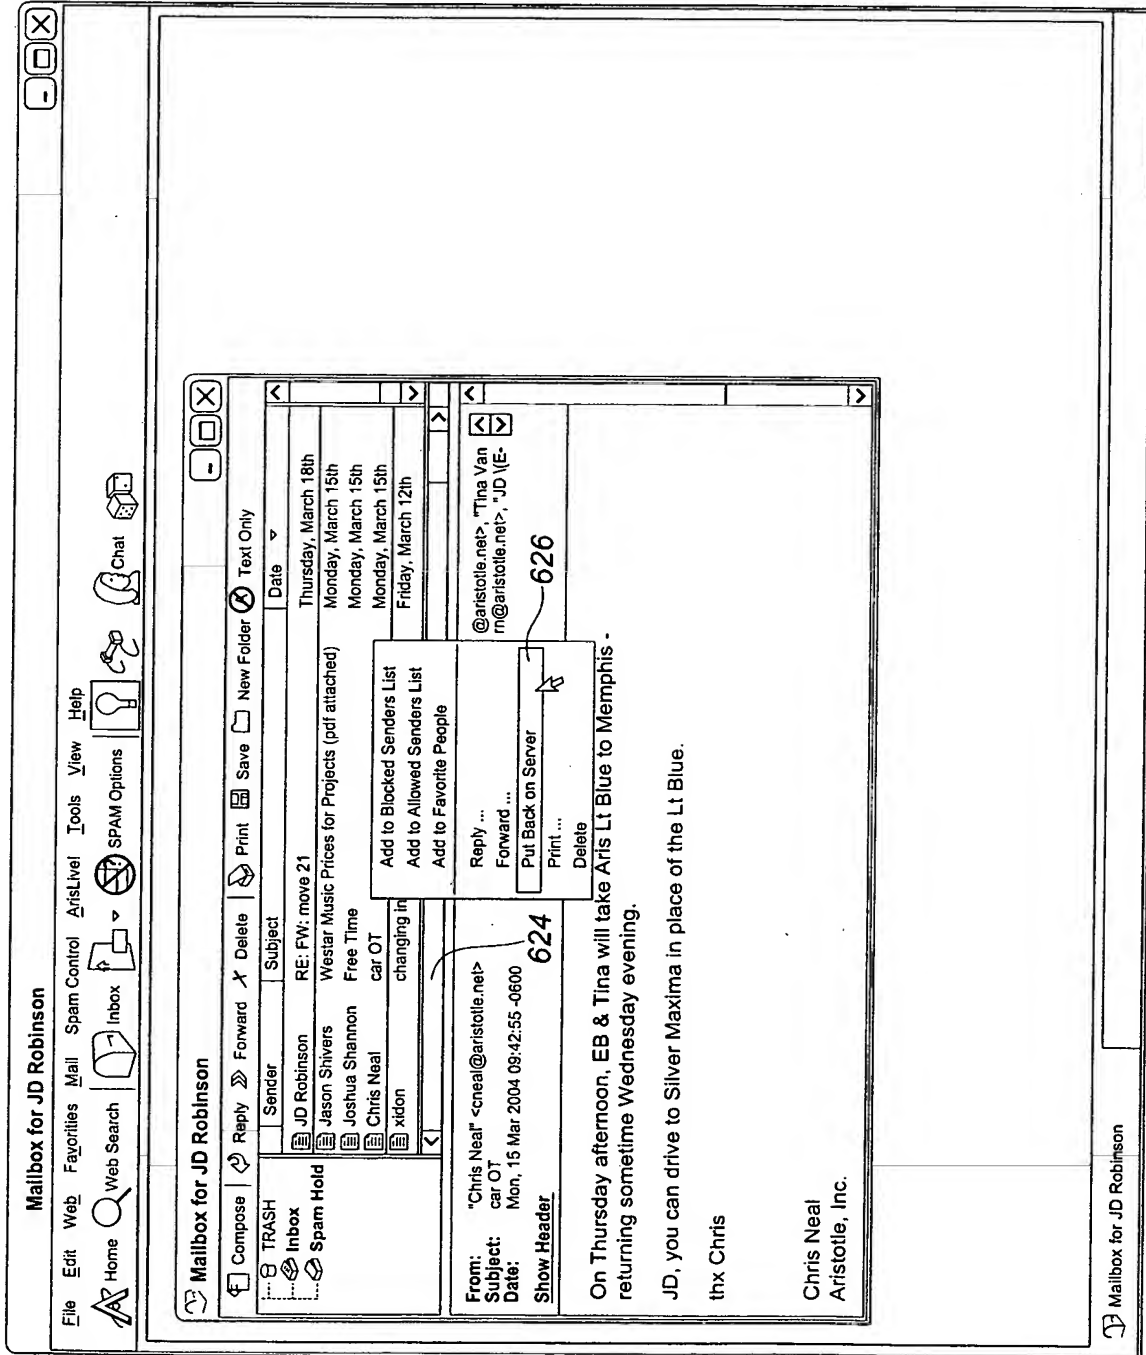 Mailbox for JD Robinson
File Edit Web Favorites Mail Spam Control ArisLive! Tools View Help
Home Web Search Inbox SPAM Options Chat
Mailbox for JD Robinson
Compose Reply Forward X Delete Print Save New Folder Text Only
TRASH
Inbox
Spam Hold
Sender Subject Date
JD Robinson RE: FW: move 21 Thursday, March 18th
Jason Shivers Westar Music Prices for Projects (pdf attached) Monday, March 15th
Joshua Shannon Free Time Monday, March 15th
Chris Neal car OT Monday, March 15th
xidon changing in Friday, March 12th
Add to Blocked Senders List
Add to Allowed Senders List
Add to Favorite People
Reply ...
Forward ...
Put Back on Server
Print ...
Delete
624
626
From: "Chris Neal" <cneal@aristotle.net> @aristotle.net>, "Tina Van
Subject: car OT rn@aristotle.net>, "JD \(E-
Date: Mon, 15 Mar 2004 09:42:55 -0600
Show Header
On Thursday afternoon, EB & Tina will take Aris Lt Blue to Memphis -
returning sometime Wednesday evening.
JD, you can drive to Silver Maxima in place of the Lt Blue.
thx Chris
Chris Neal
Aristotle, Inc.
Mailbox for JD Robinson